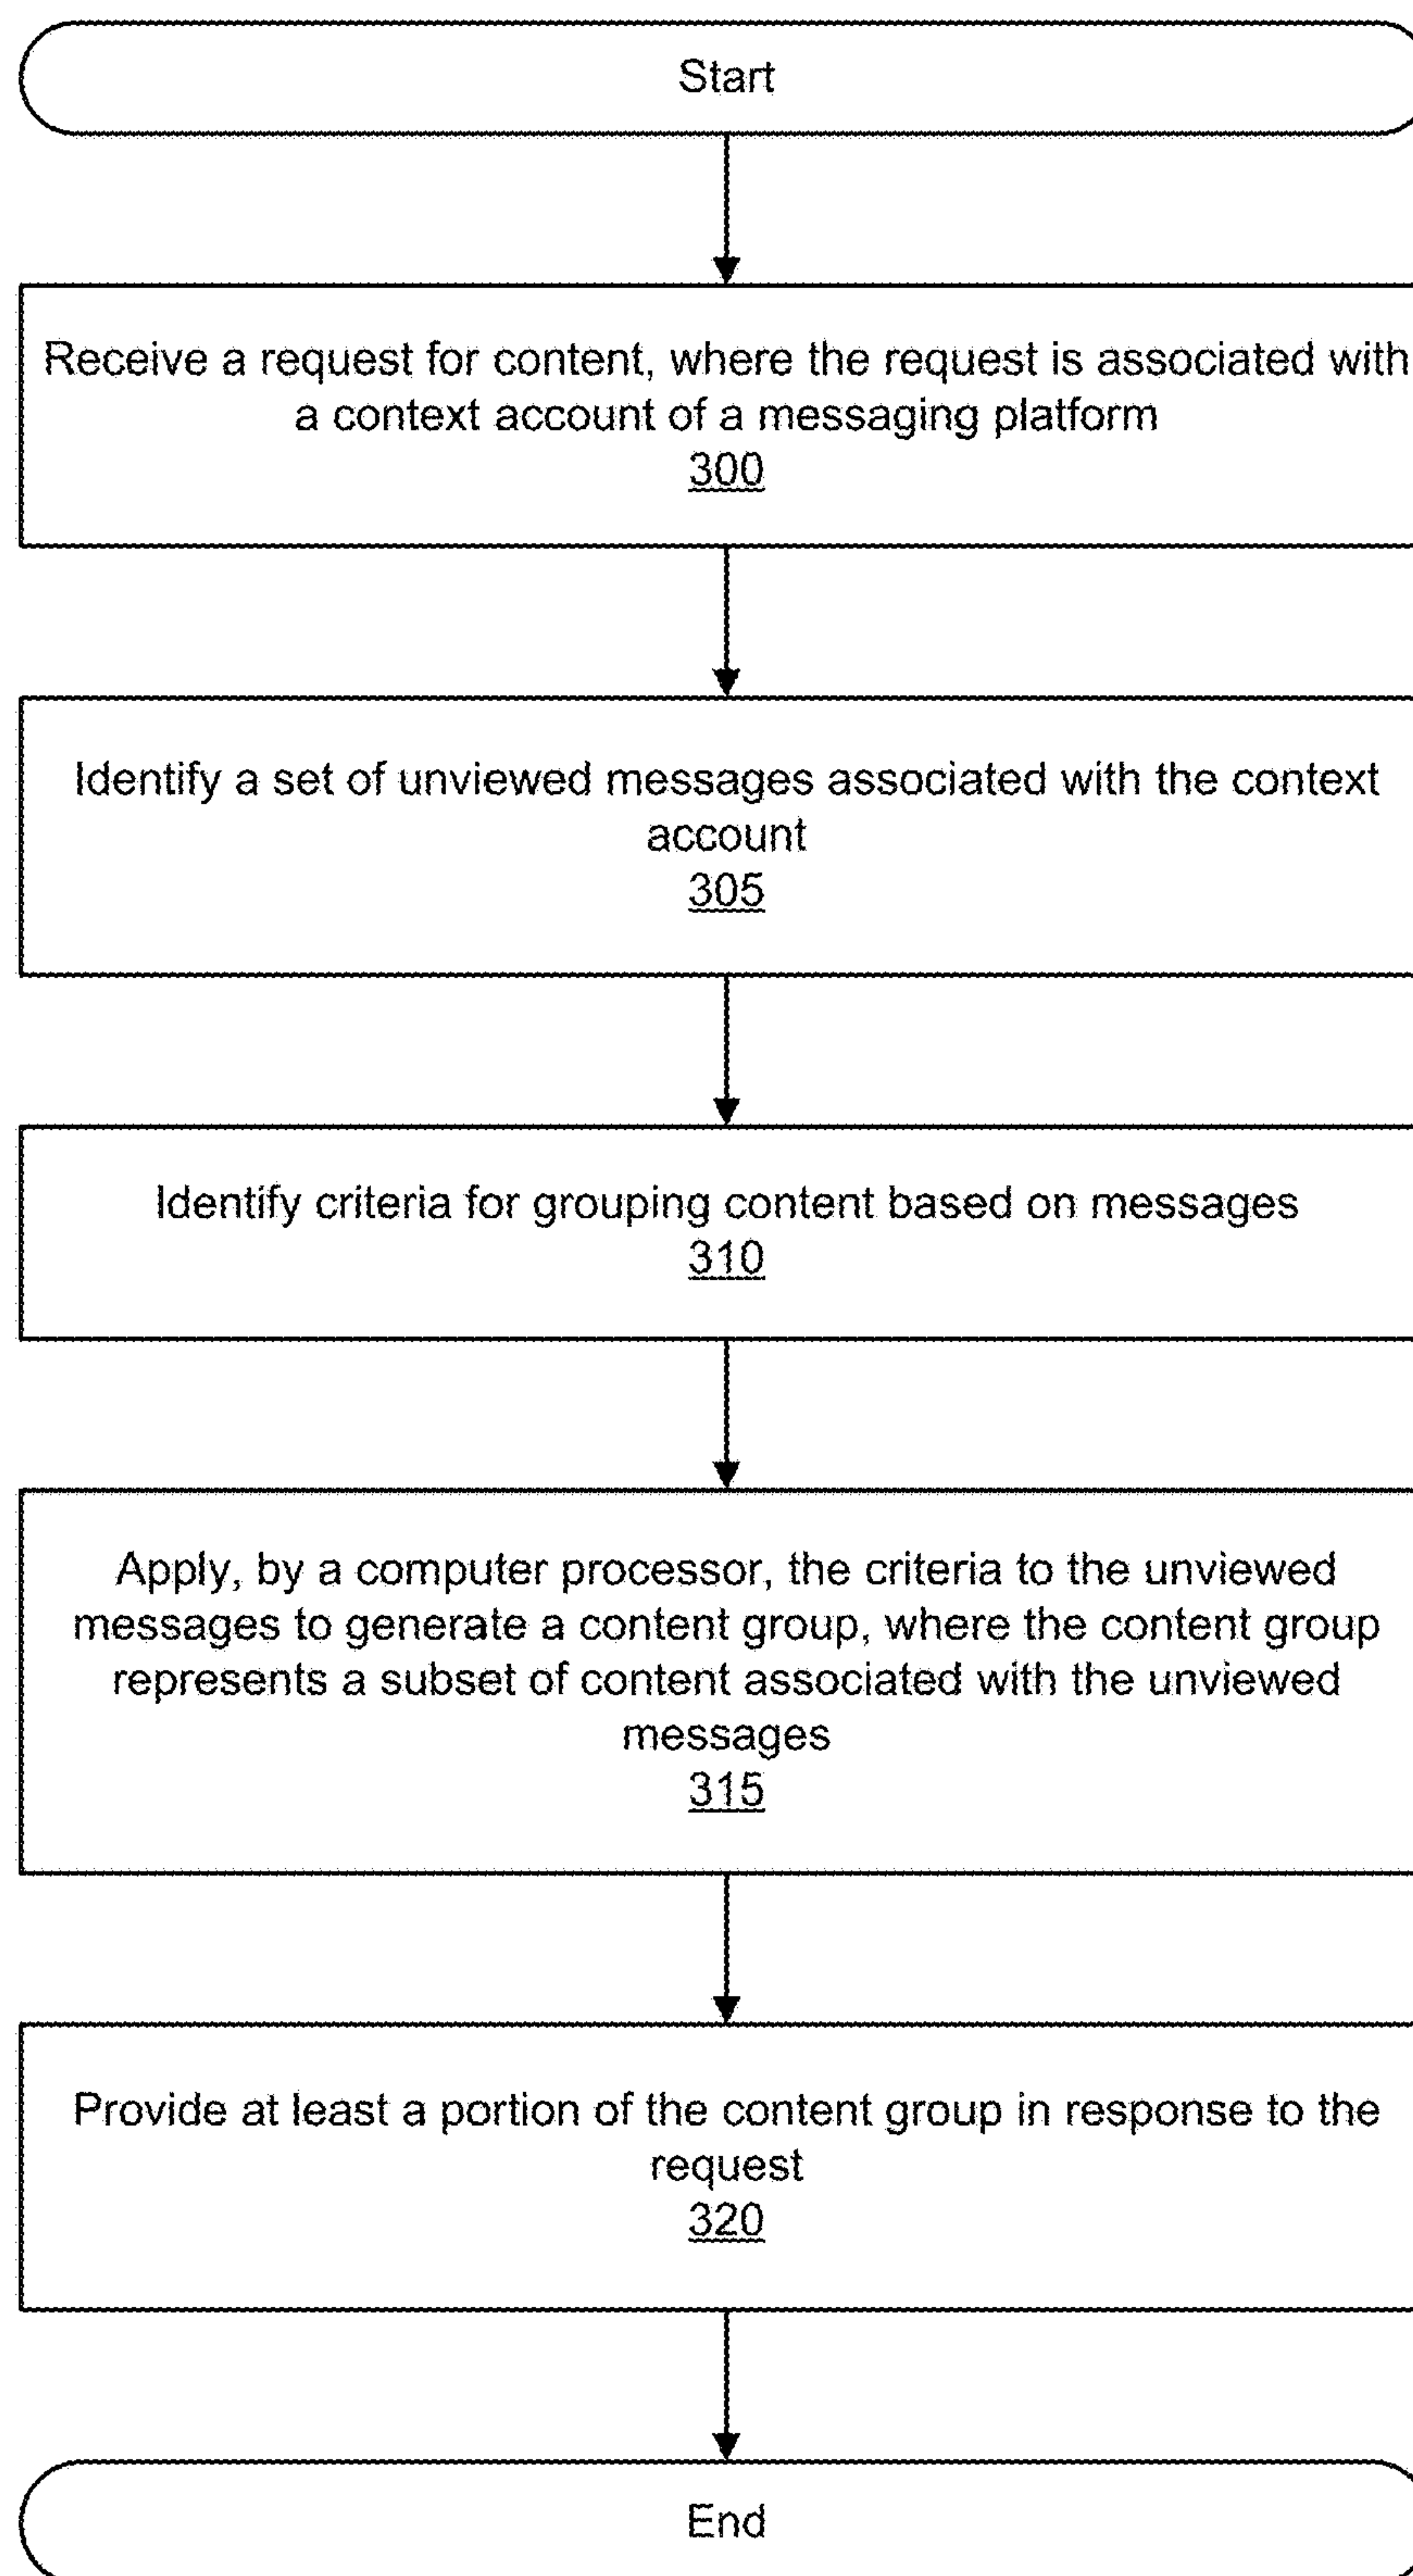 Start
Receive a request for content, where the request is associated with
a context account of a messaging platform
300
Identify a set of unviewed messages associated with the context
account
305
Identify criteria for grouping content based on messages
310
Apply, by a computer processor, the criteria to the unviewed
messages to generate a content group, where the content group
represents a subset of content associated with the unviewed
messages
315
Provide at least a portion of the content group in response to the
request
320
End